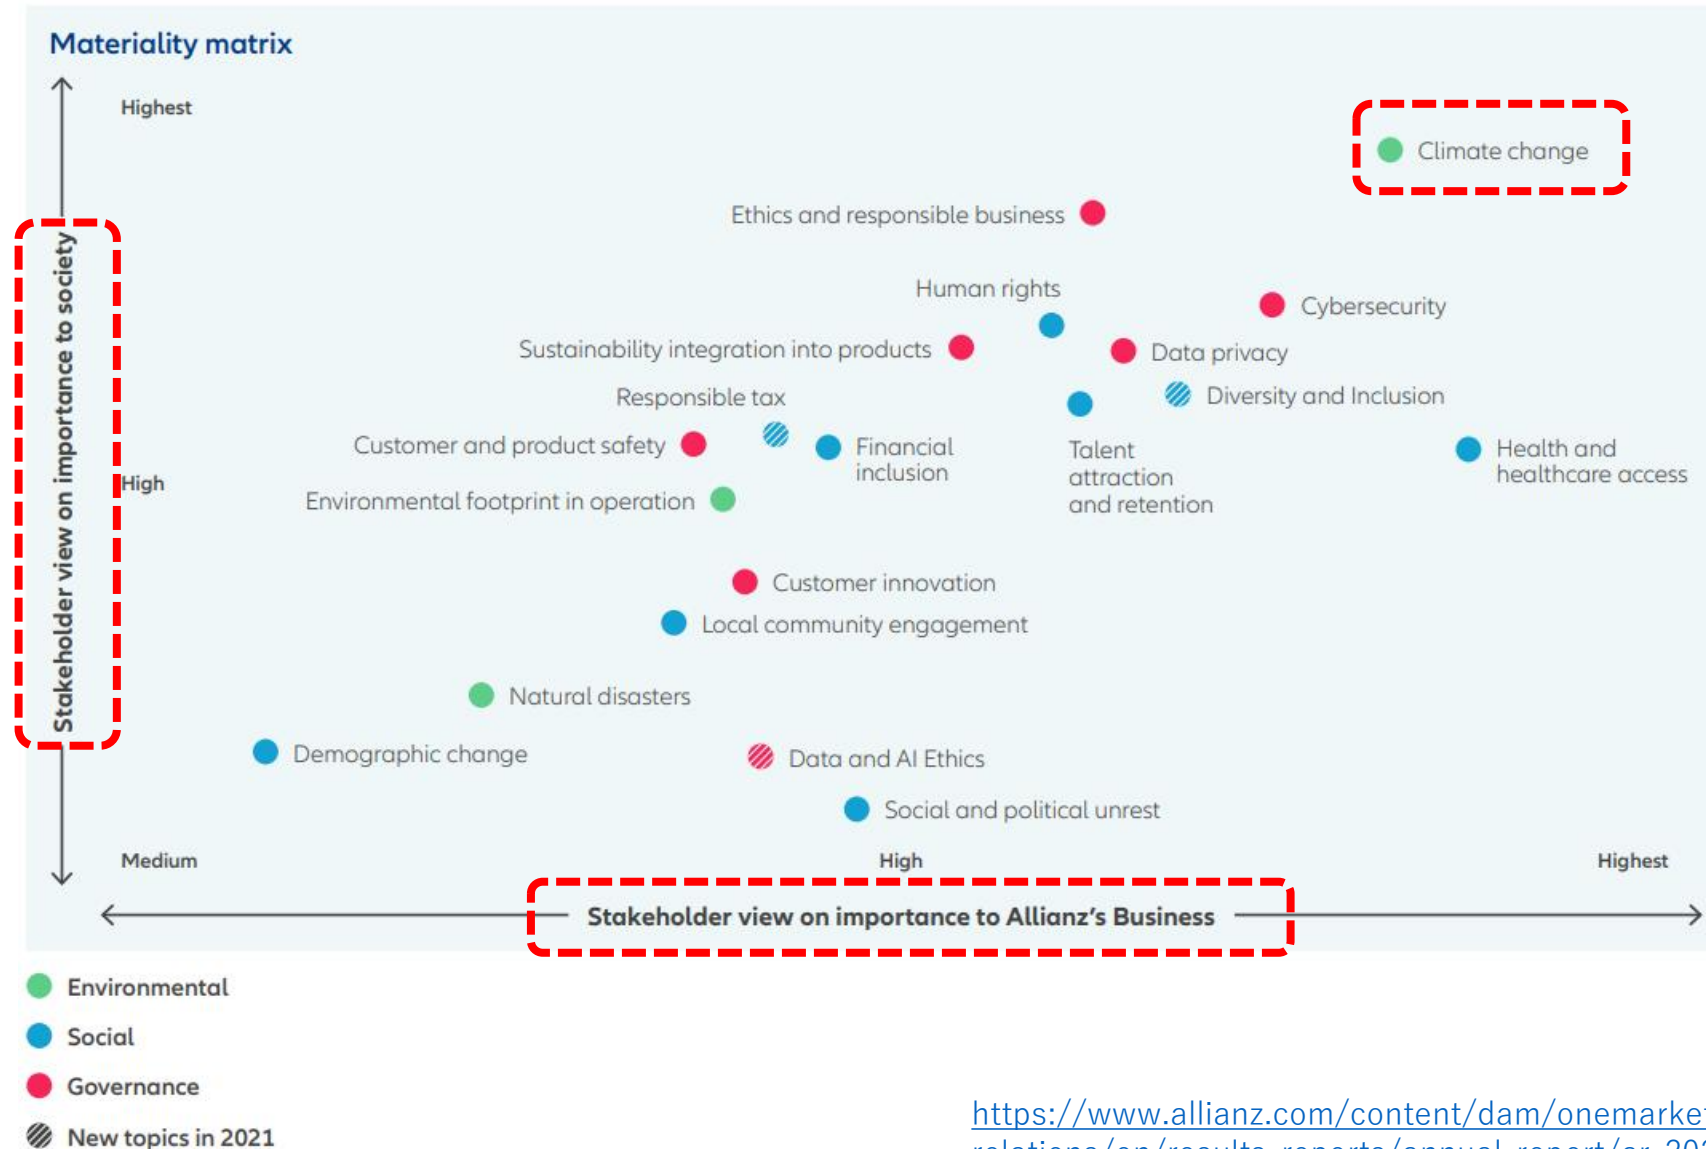 Materiality matrix
Highest
Climate change
Ethics and responsible business
Human rights
Cybersecurity
Sustainability integration into products
Data privacy
Responsible tax
Diversity and Inclusion
Customer and product safety
Financial
inclusion
Talent
attraction
and retention
Health and
healthcare access
High
Environmental footprint in operation
Stakeholder view on importance to society
Customer innovation
Local community engagement
Natural disasters
Demographic change
Data and AI Ethics
Social and political unrest
Medium
High
Highest
Stakeholder view on importance to Allianz's Business
Environmental
Social
Governance
New topics in 2021
https://www.allianz.com/content/dam/onemarket